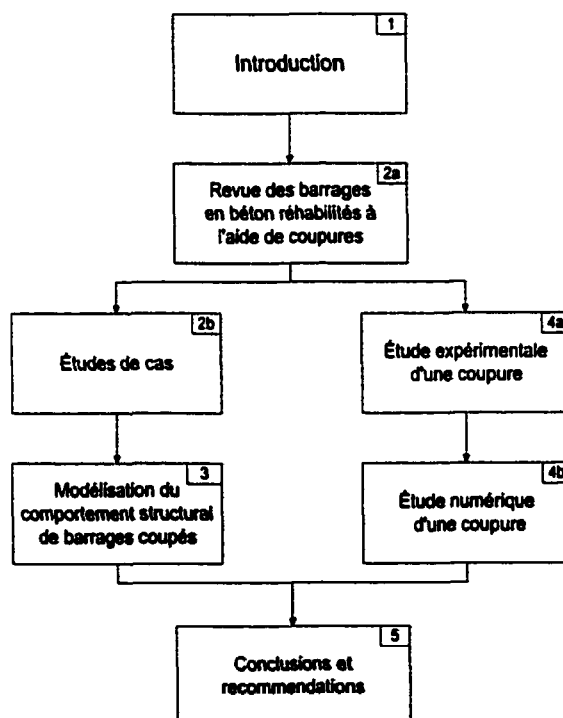 1
Introduction
2a
Revue des barrages
en béton réhabilités à
l'aide de coupures
2b
Études de cas
4a
Étude expérimentale
d'une coupure
3
Modélisation du
comportement structural
de barrages coupés
4b
Étude numérique
d'une coupure
5
Conclusions et
recommendations